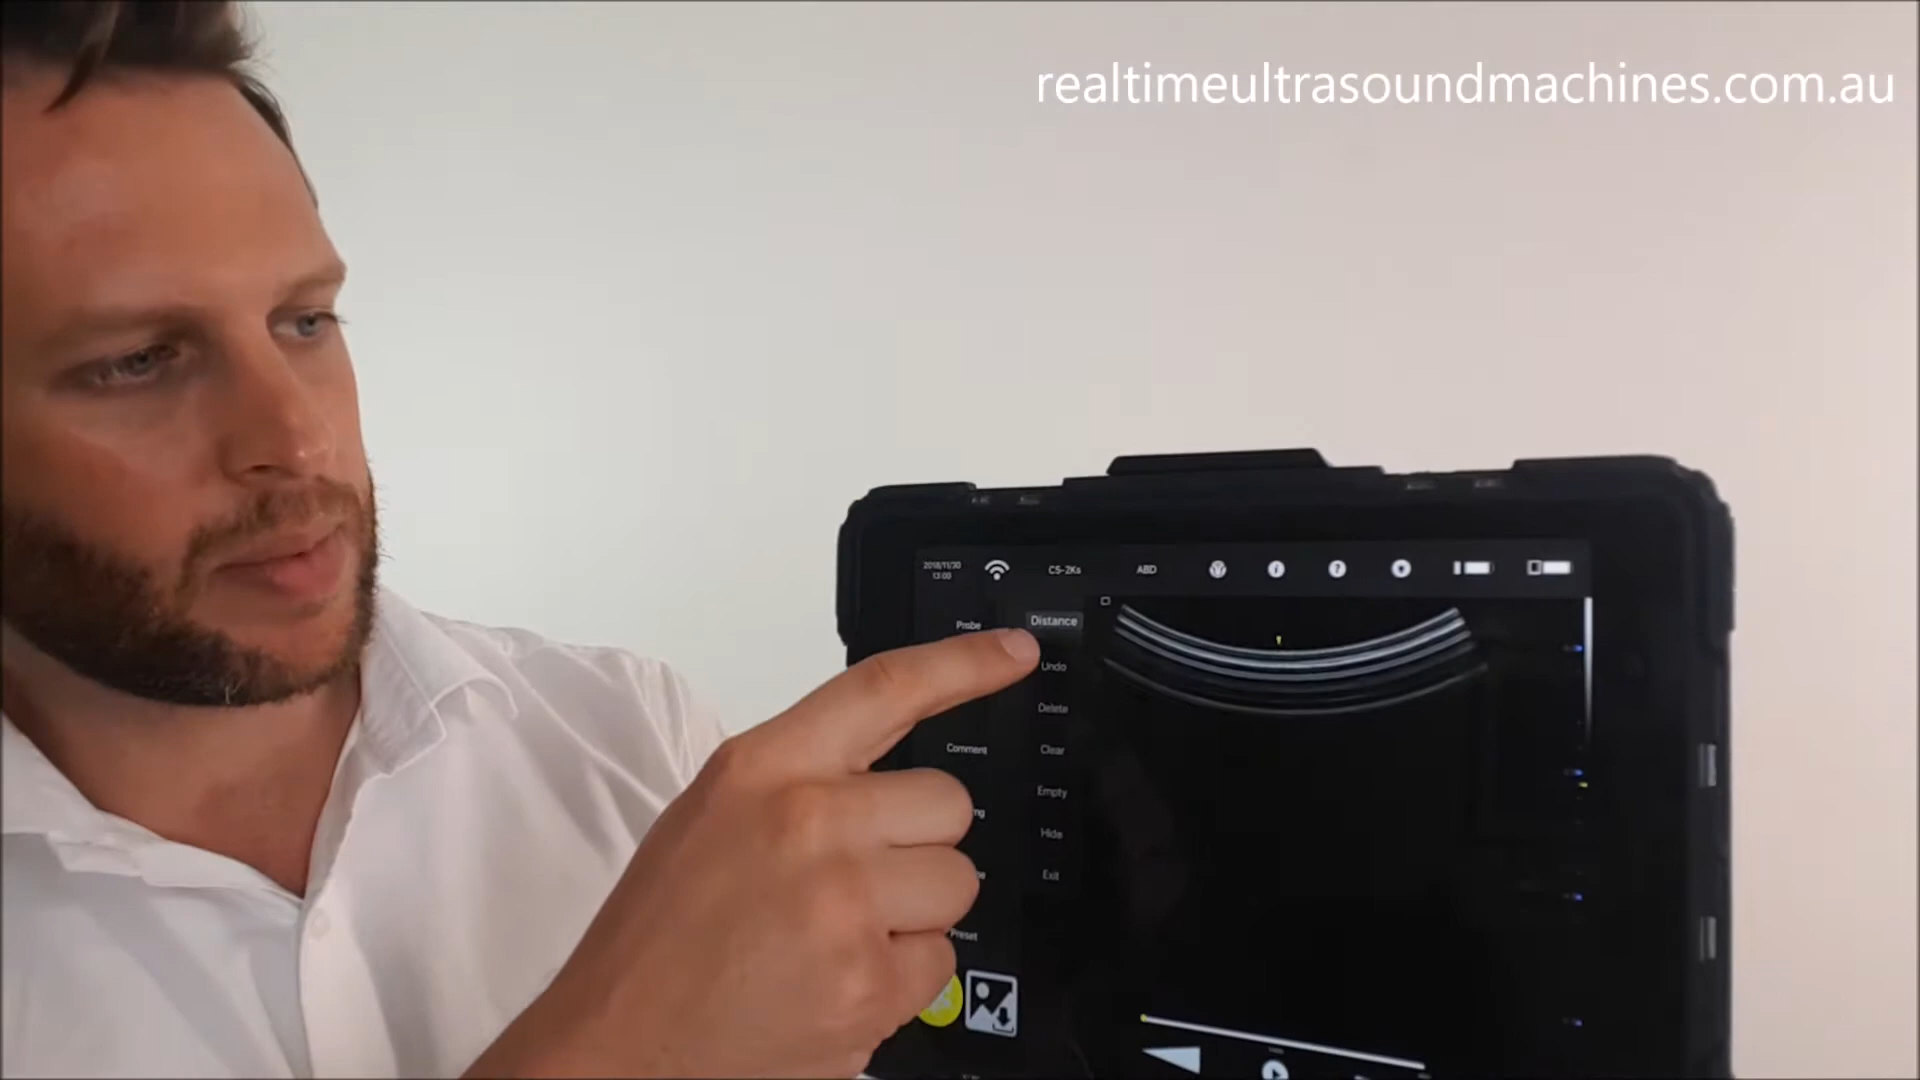 realtimeultrasoundmachines.com.au
2018/11/30
13:00
C5-2Ks
ABD
Probe
Distance
Undo
Delete
Comment
Clear
Empty
Hide
Exit
Preset